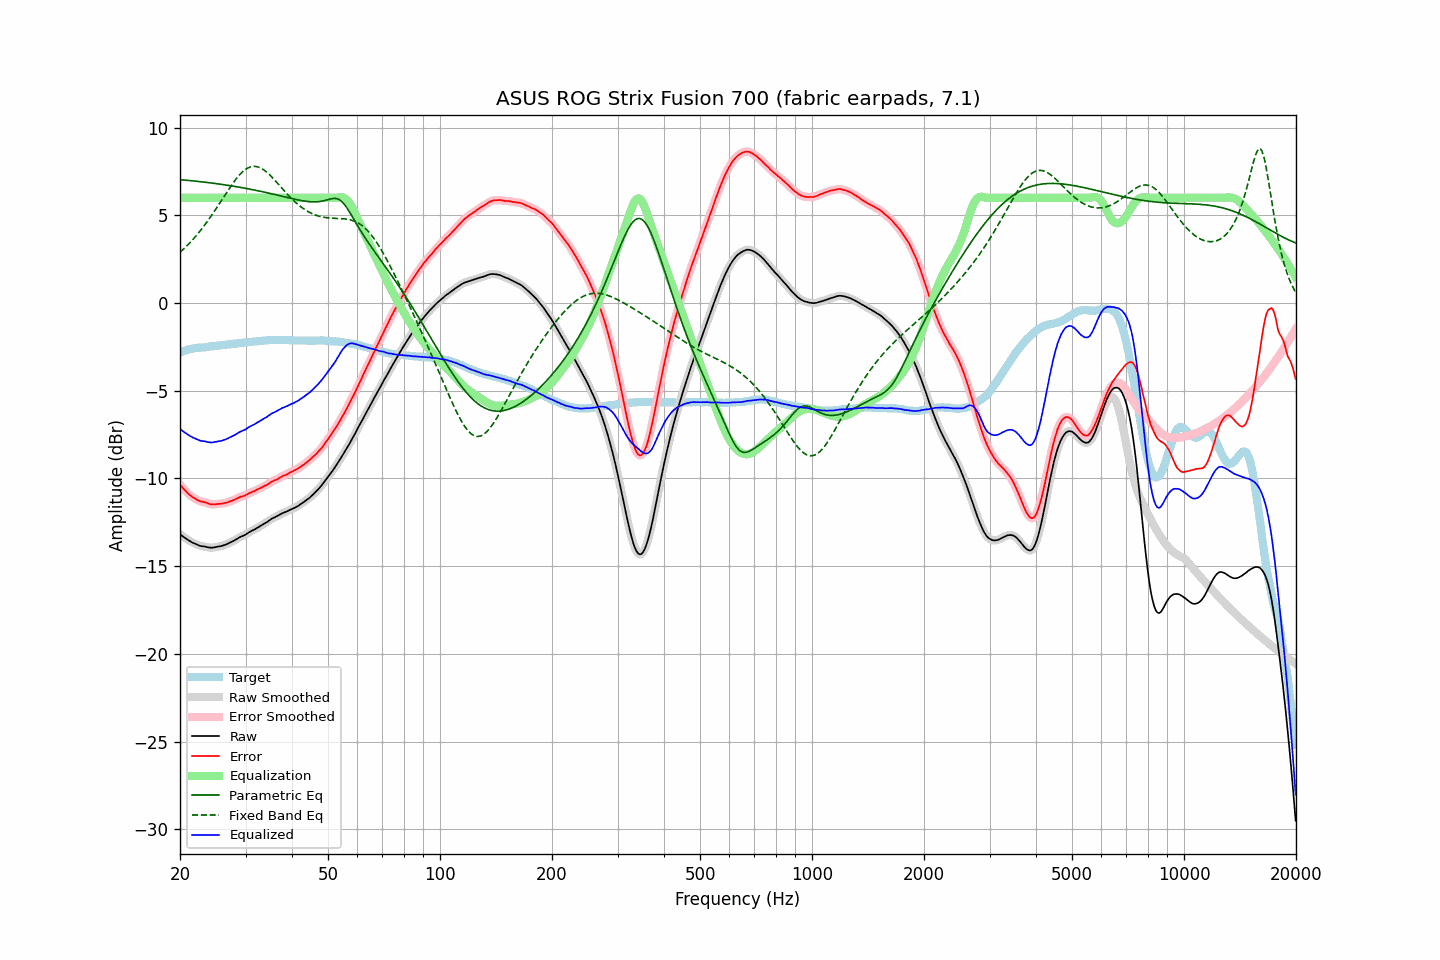 ASUS ROG Strix Fusion 700 (fabric earpads, 7.1)
10
5
0
−5
−10
−15
−20
−25
−30
Amplitude (dBr)
Target
Raw Smoothed
Error Smoothed
Raw
Error
Equalization
Parametric Eq
Fixed Band Eq
Equalized
20 50 100 200 500 1000 2000 5000 10000 20000
Frequency (Hz)